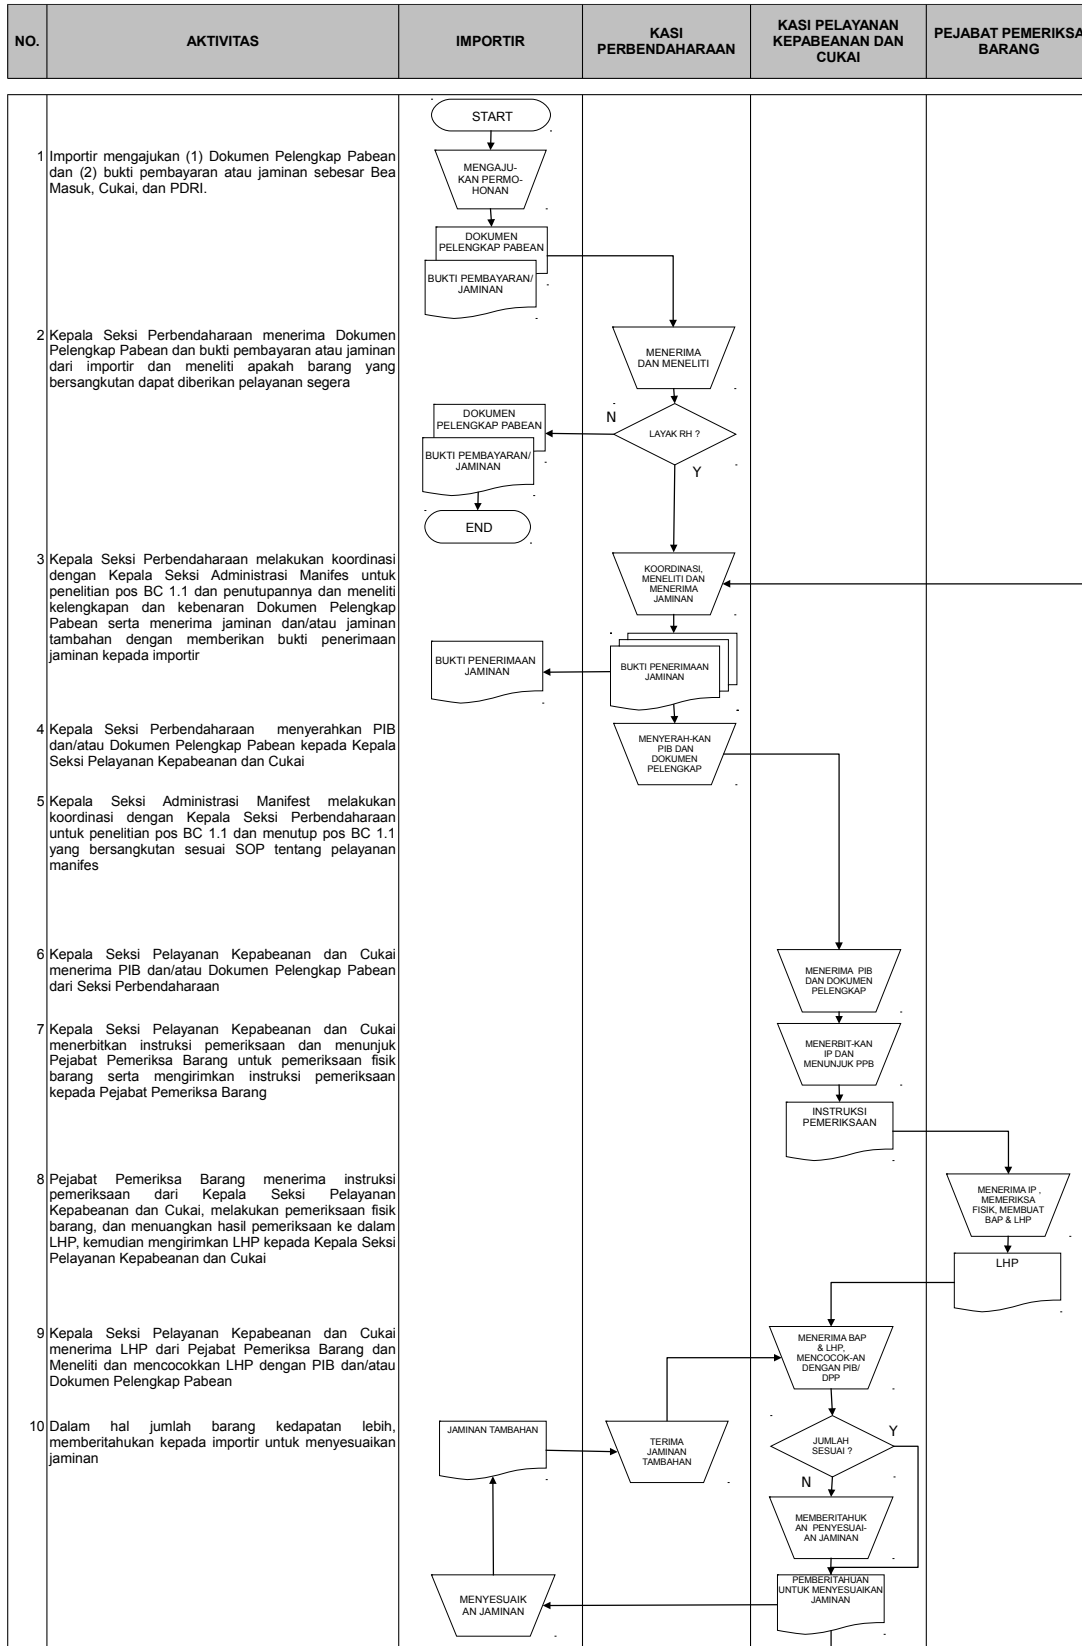 NO.
AKTIVITAS
IMPORTIR
KASI
PERBENDAHARAAN
KASI PELAYANAN
KEPABEANAN DAN
CUKAI
PEJABAT PEMERIKSA
BARANG
START
1 Importir mengajukan (1) Dokumen Pelengkap Pabean
dan (2) bukti pembayaran atau jaminan sebesar Bea
Masuk, Cukai, dan PDRI.
MENGAJU-
KAN PERMO-
HONAN
DOKUMEN
PELENGKAP PABEAN
BUKTI PEMBAYARAN/
JAMINAN
2 Kepala Seksi Perbendaharaan menerima Dokumen
Pelengkap Pabean dan bukti pembayaran atau jaminan
dari importir dan meneliti apakah barang yang
bersangkutan dapat diberikan pelayanan segera
MENERIMA
DAN MENELITI
DOKUMEN
PELENGKAP PABEAN
BUKTI PEMBAYARAN/
JAMINAN
N
LAYAK RH ?
Y
END
3 Kepala Seksi Perbendaharaan melakukan koordinasi
dengan Kepala Seksi Administrasi Manifes untuk
penelitian pos BC 1.1 dan penutupannya dan meneliti
kelengkapan dan kebenaran Dokumen Pelengkap
Pabean serta menerima jaminan dan/atau jaminan
tambahan dengan memberikan bukti penerimaan
jaminan kepada importir
KOORDINASI,
MENELITI DAN
MENERIMA
JAMINAN
BUKTI PENERIMAAN
JAMINAN
BUKTI PENERIMAAN
JAMINAN
4 Kepala Seksi Perbendaharaan menyerahkan PIB
dan/atau Dokumen Pelengkap Pabean kepada Kepala
Seksi Pelayanan Kepabeanan dan Cukai
MENYERAH-KAN
PIB DAN
DOKUMEN
PELENGKAP
5 Kepala Seksi Administrasi Manifest melakukan
koordinasi dengan Kepala Seksi Perbendaharaan
untuk penelitian pos BC 1.1 dan menutup pos BC 1.1
yang bersangkutan sesuai SOP tentang pelayanan
manifes
6 Kepala Seksi Pelayanan Kepabeanan dan Cukai
menerima PIB dan/atau Dokumen Pelengkap Pabean
dari Seksi Perbendaharaan
MENERIMA PIB
DAN DOKUMEN
PELENGKAP
7 Kepala Seksi Pelayanan Kepabeanan dan Cukai
menerbitkan instruksi pemeriksaan dan menunjuk
Pejabat Pemeriksa Barang untuk pemeriksaan fisik
barang serta mengirimkan instruksi pemeriksaan
kepada Pejabat Pemeriksa Barang
MENERBIT-KAN
IP DAN
MENUNJUK PPB
INSTRUKSI
PEMERIKSAAN
8 Pejabat Pemeriksa Barang menerima instruksi
pemeriksaan dari Kepala Seksi Pelayanan
Kepabeanan dan Cukai, melakukan pemeriksaan fisik
barang, dan menuangkan hasil pemeriksaan ke dalam
LHP, kemudian mengirimkan LHP kepada Kepala Seksi
Pelayanan Kepabeanan dan Cukai
MENERIMA IP ,
MEMERIKSA
FISIK, MEMBUAT
BAP & LHP
LHP
9 Kepala Seksi Pelayanan Kepabeanan dan Cukai
menerima LHP dari Pejabat Pemeriksa Barang dan
Meneliti dan mencocokkan LHP dengan PIB dan/atau
Dokumen Pelengkap Pabean
MENERIMA BAP
& LHP,
MENCOCOK-AN
DENGAN PIB/
DPP
10 Dalam hal jumlah barang kedapatan lebih,
memberitahukan kepada importir untuk menyesuaikan
jaminan
JAMINAN TAMBAHAN
TERIMA
JAMINAN
TAMBAHAN
JUMLAH
SESUAI ?
Y
N
MEMBERITAHUK
AN PENYESUAI-
AN JAMINAN
MENYESUAIK
AN JAMINAN
PEMBERITAHUAN
UNTUK MENYESUAIKAN
JAMINAN